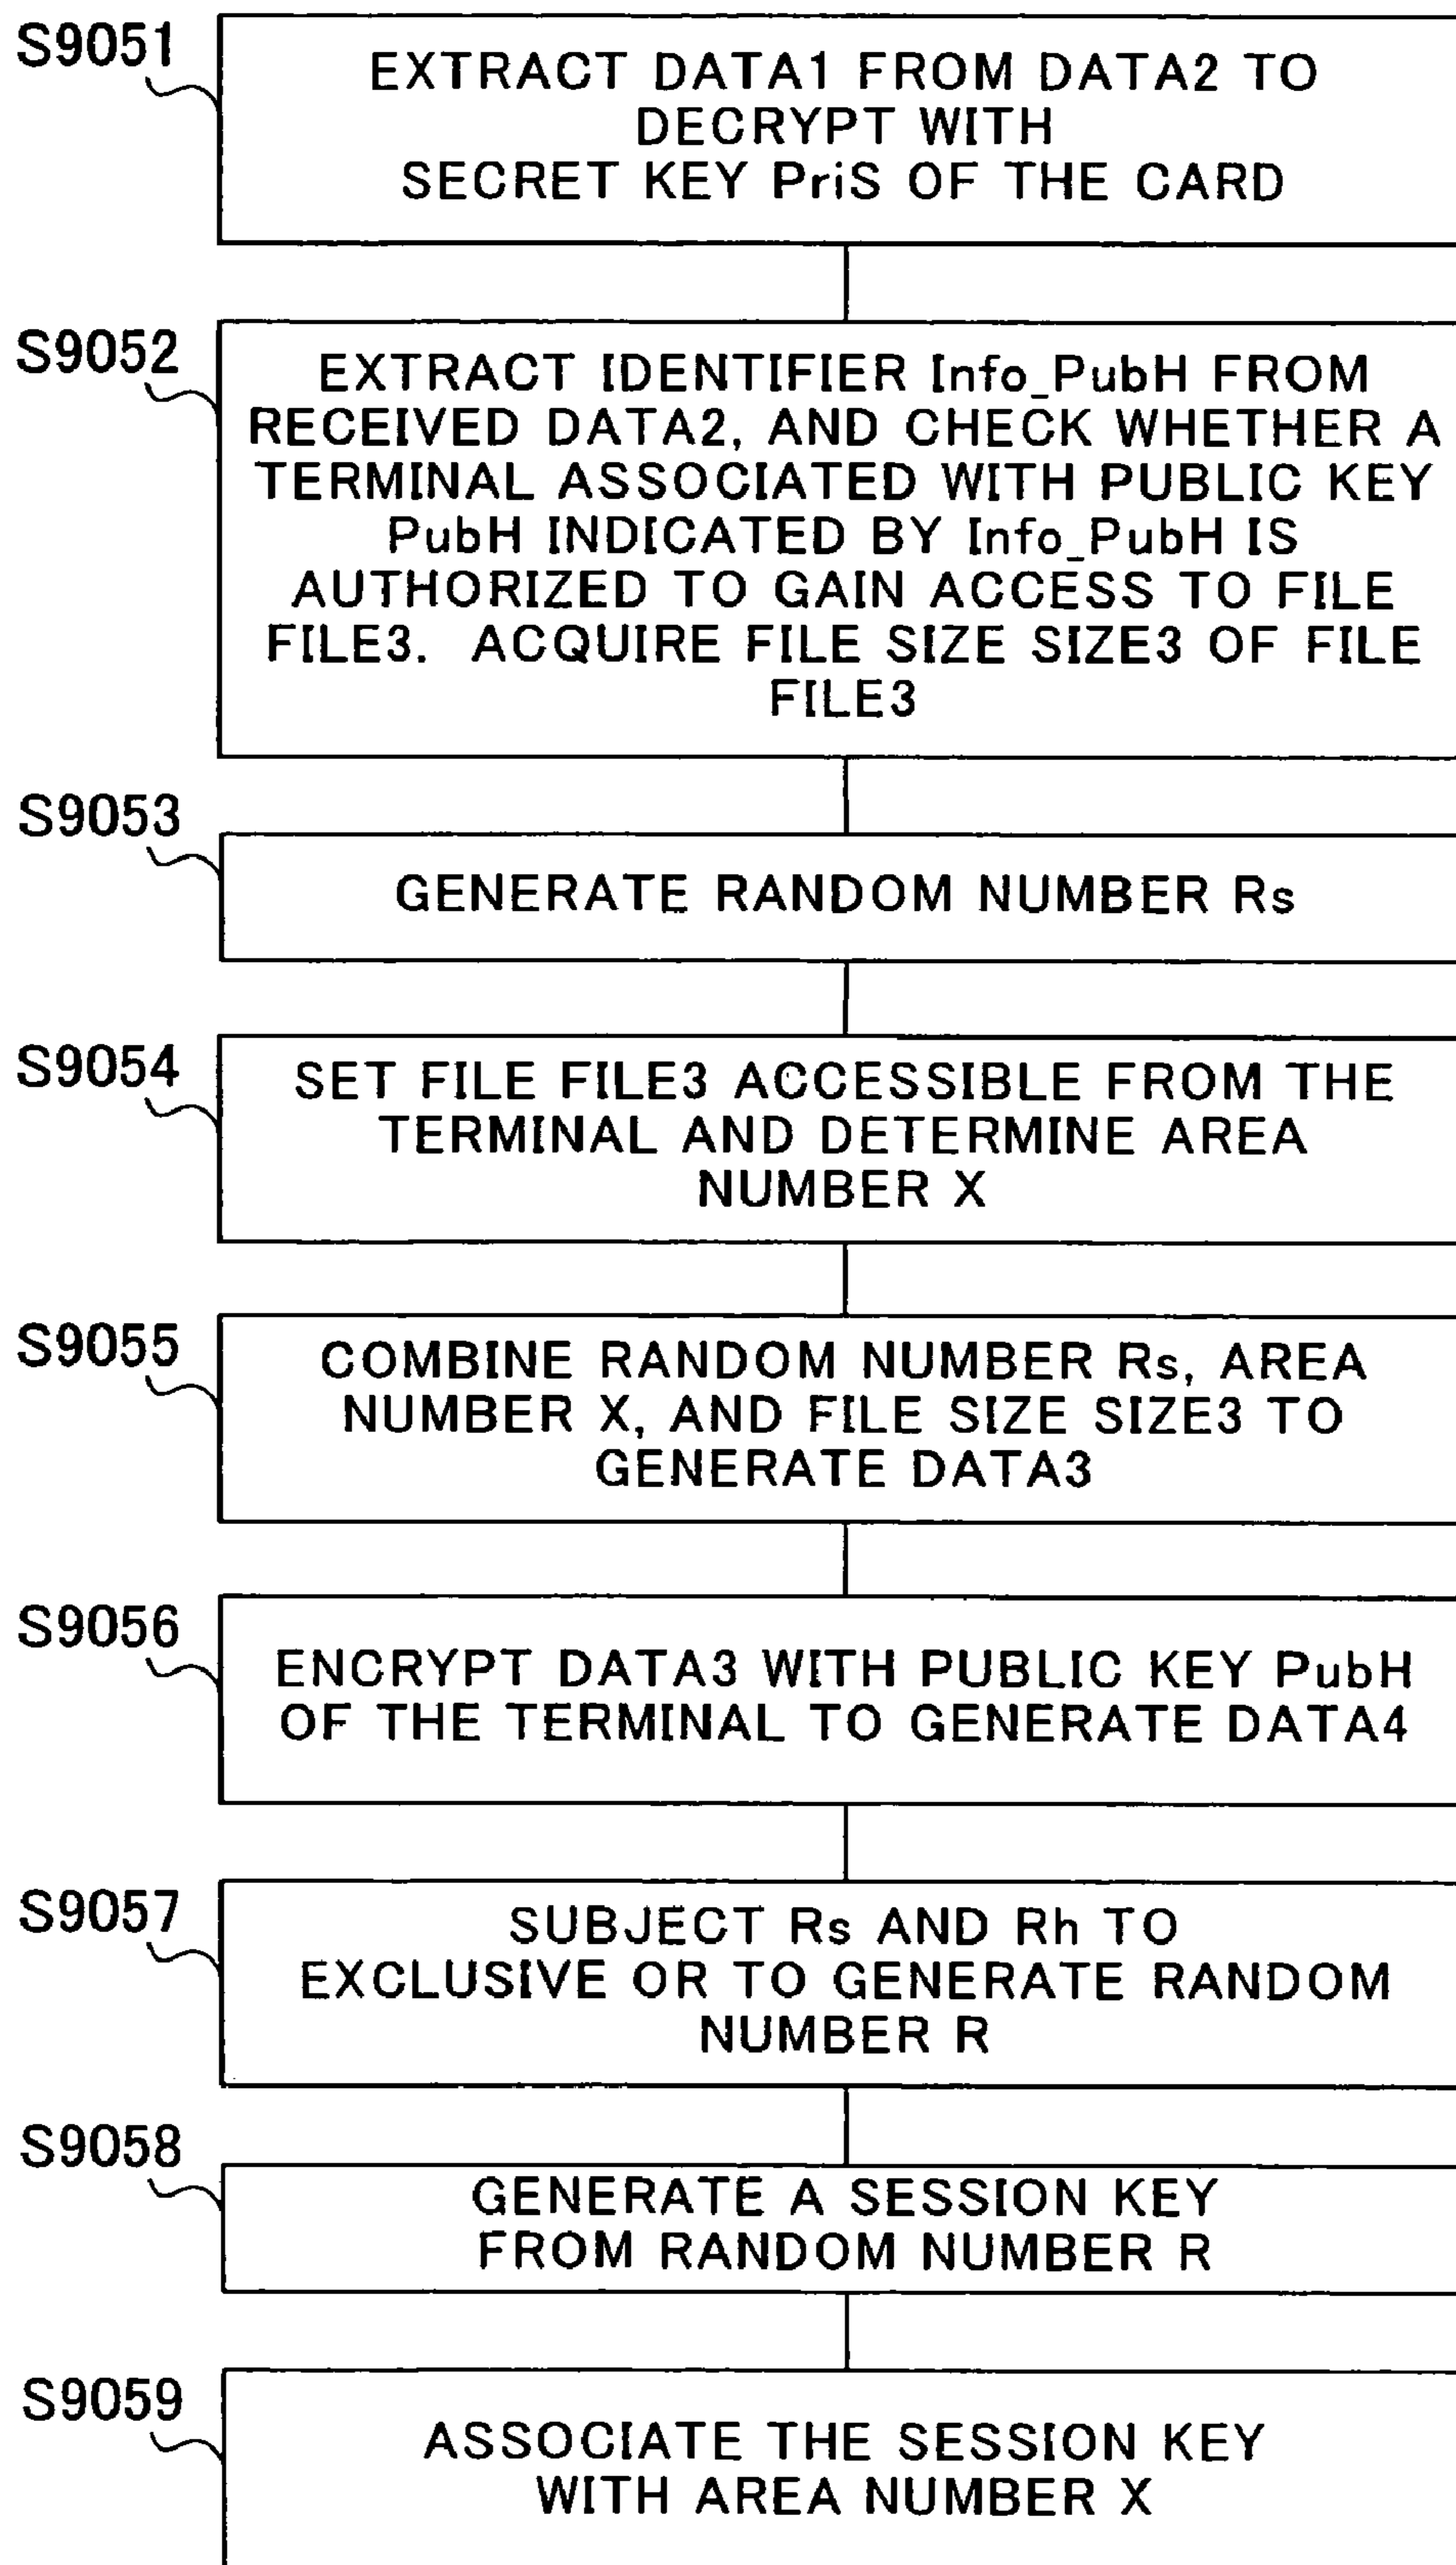 S9051
EXTRACT DATA1 FROM DATA2 TO
DECRYPT WITH
SECRET KEY PriS OF THE CARD
S9052
EXTRACT IDENTIFIER Info_PubH FROM
RECEIVED DATA2, AND CHECK WHETHER A
TERMINAL ASSOCIATED WITH PUBLIC KEY
PubH INDICATED BY Info_PubH IS
AUTHORIZED TO GAIN ACCESS TO FILE
FILE3. ACQUIRE FILE SIZE SIZE3 OF FILE
FILE3
S9053
GENERATE RANDOM NUMBER Rs
S9054
SET FILE FILE3 ACCESSIBLE FROM THE
TERMINAL AND DETERMINE AREA
NUMBER X
S9055
COMBINE RANDOM NUMBER Rs, AREA
NUMBER X, AND FILE SIZE SIZE3 TO
GENERATE DATA3
S9056
ENCRYPT DATA3 WITH PUBLIC KEY PubH
OF THE TERMINAL TO GENERATE DATA4
S9057
SUBJECT Rs AND Rh TO
EXCLUSIVE OR TO GENERATE RANDOM
NUMBER R
S9058
GENERATE A SESSION KEY
FROM RANDOM NUMBER R
S9059
ASSOCIATE THE SESSION KEY
WITH AREA NUMBER X